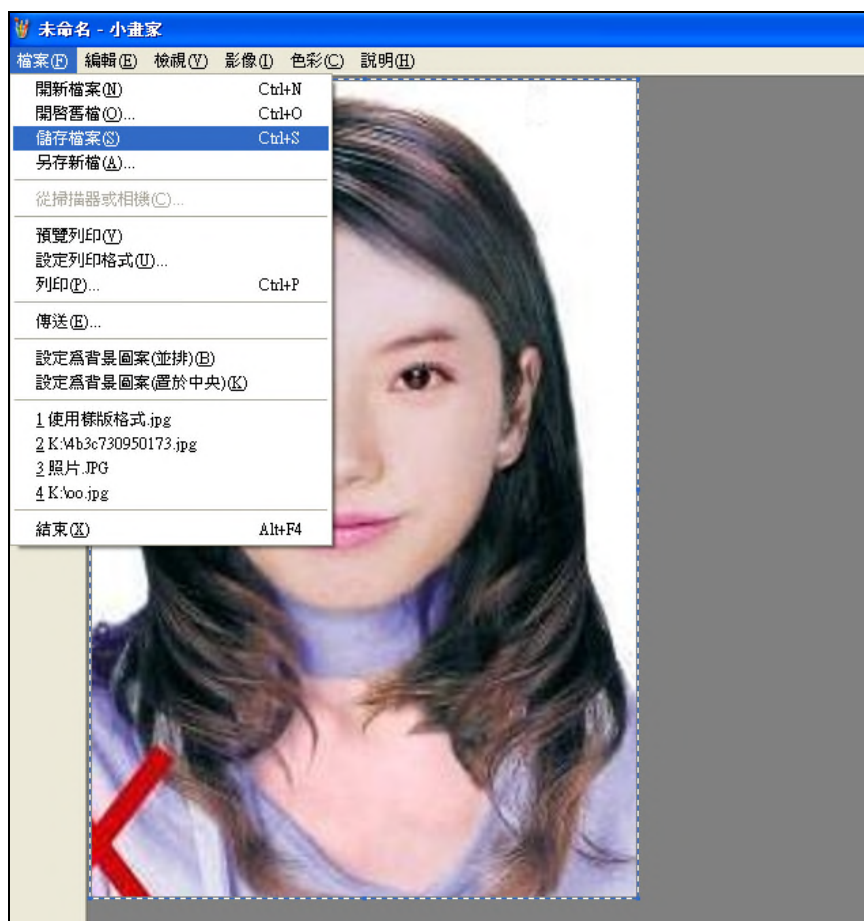 未命名 - 小畫家
檔案(F) 編輯(E) 檢視(V) 影像(I) 色彩(C) 說明(H)
開新檔案(N) Ctrl+N
開啓舊檔(O)... Ctrl+O
儲存檔案(S) Ctrl+S
另存新檔(A)...
從掃描器或相機(C)...
預覽列印(V)
設定列印格式(U)...
列印(P)... Ctrl+P
傳送(E)...
設定爲背景圖案(並排)(B)
設定爲背景圖案(置於中央)(K)
1 使用樣版格式.jpg
2 K:\4b3c730950173.jpg
3 照片.JPG
4 K:\oo.jpg
結束(X) Alt+F4